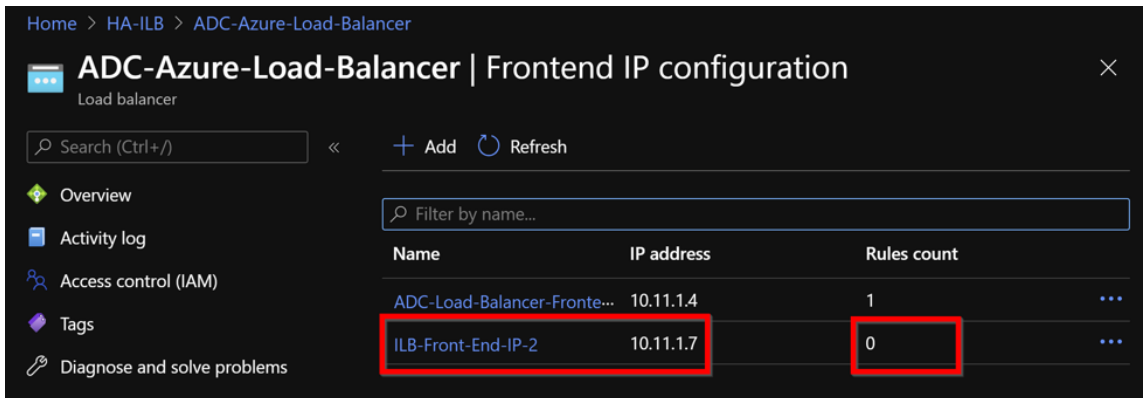 Home > HA-ILB > ADC-Azure-Load-Balancer
ADC-Azure-Load-Balancer | Frontend IP configuration
Load balancer
Search (Ctrl+/)
Add Refresh
Overview
Activity log
Access control (IAM)
Tags
Diagnose and solve problems
Filter by name...
Name IP address Rules count
ADC-Load-Balancer-Fronte... 10.11.1.4 1
ILB-Front-End-IP-2 10.11.1.7 0